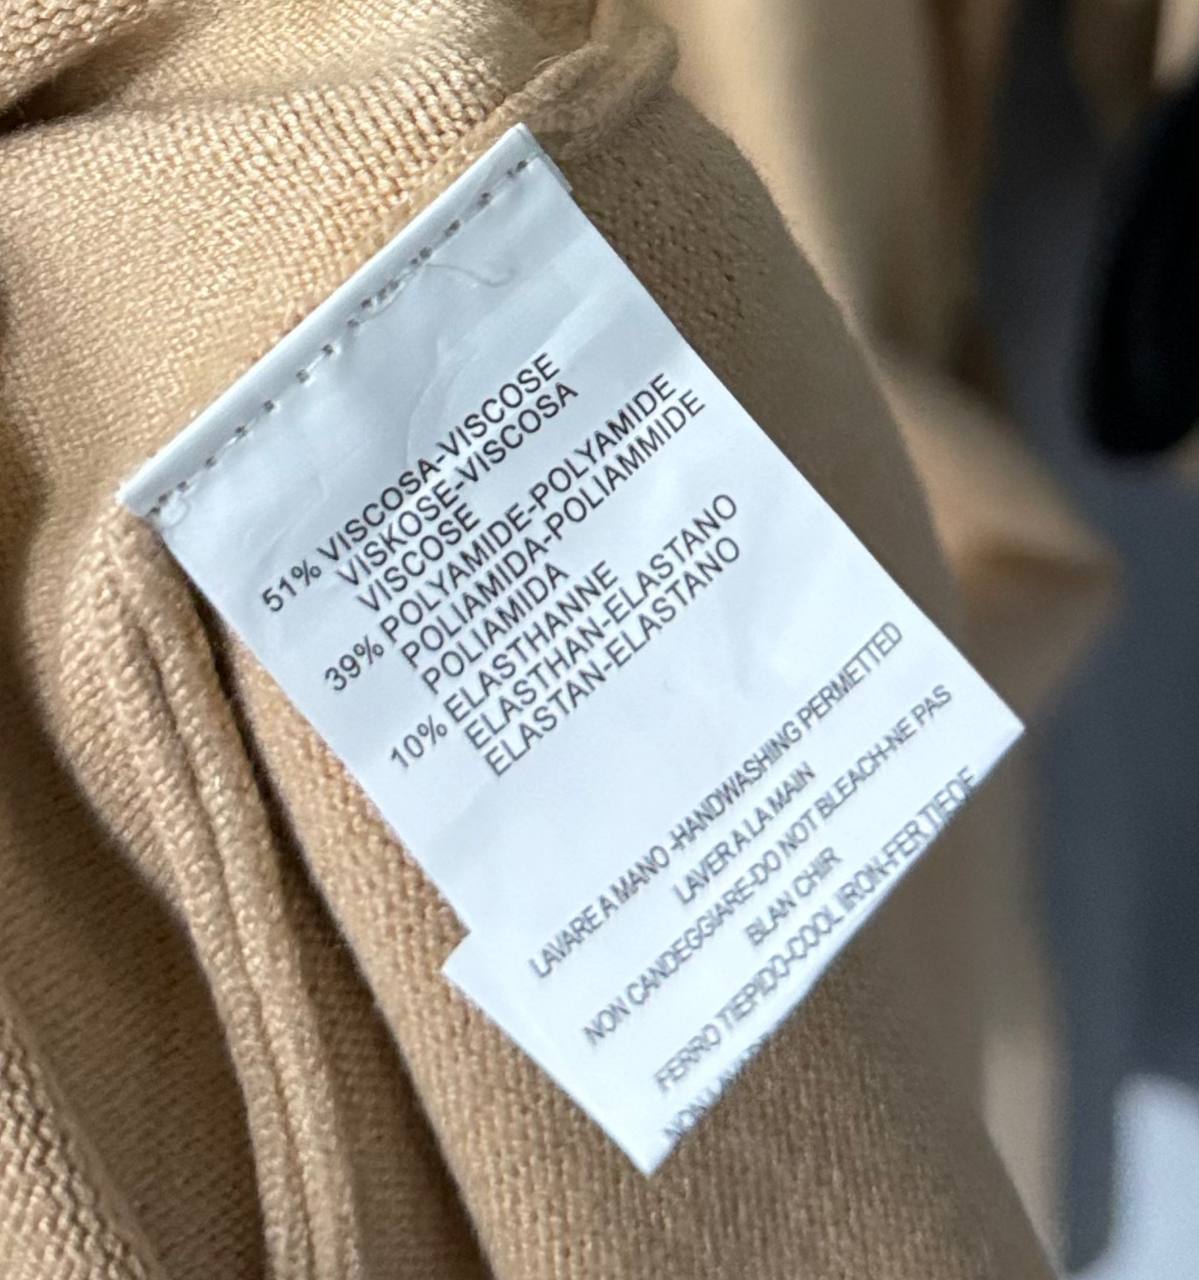 51% VISCOSA-VISCOSE
VISKOSE-VISCOSA
VISCOSE
39% POLYAMIDE-POLYAMIDE
POLIAMIDA-POLIAMMIDE
POLIAMIDA
10% ELASTHANNE
ELASTHAN-ELASTANO
ELASTAN-ELASTANO
LAVARE A MANO -HANDWASHING PERMETTED
LAVER A LA MAIN
NON CANDEGGIARE-DO NOT BLEACH-NE PAS
BLAN CHIR
FERRO TIEPIDO-COOL IRON-FER TIEDE
NON